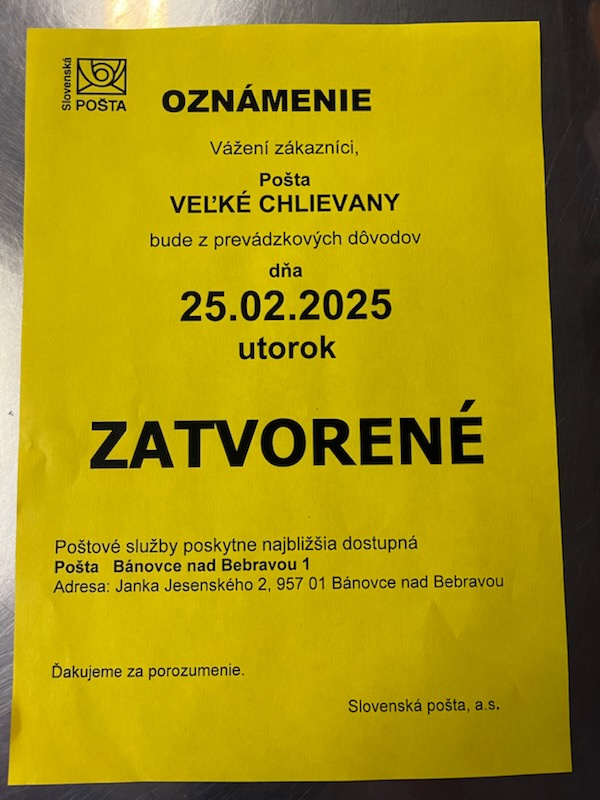 Slovenská
POŠTA
OZNÁMENIE
Vážení zákazníci,
Pošta
VEĽKÉ CHLIEVANY
bude z prevádzkových dôvodov
dňa
25.02.2025
utorok
ZATVORENÉ
Poštové služby poskytne najbližšia dostupná
Pošta Bánovce nad Bebravou 1
Adresa: Janka Jesenského 2, 957 01 Bánovce nad Bebravou
Ďakujeme za porozumenie.
Slovenská pošta, a.s.